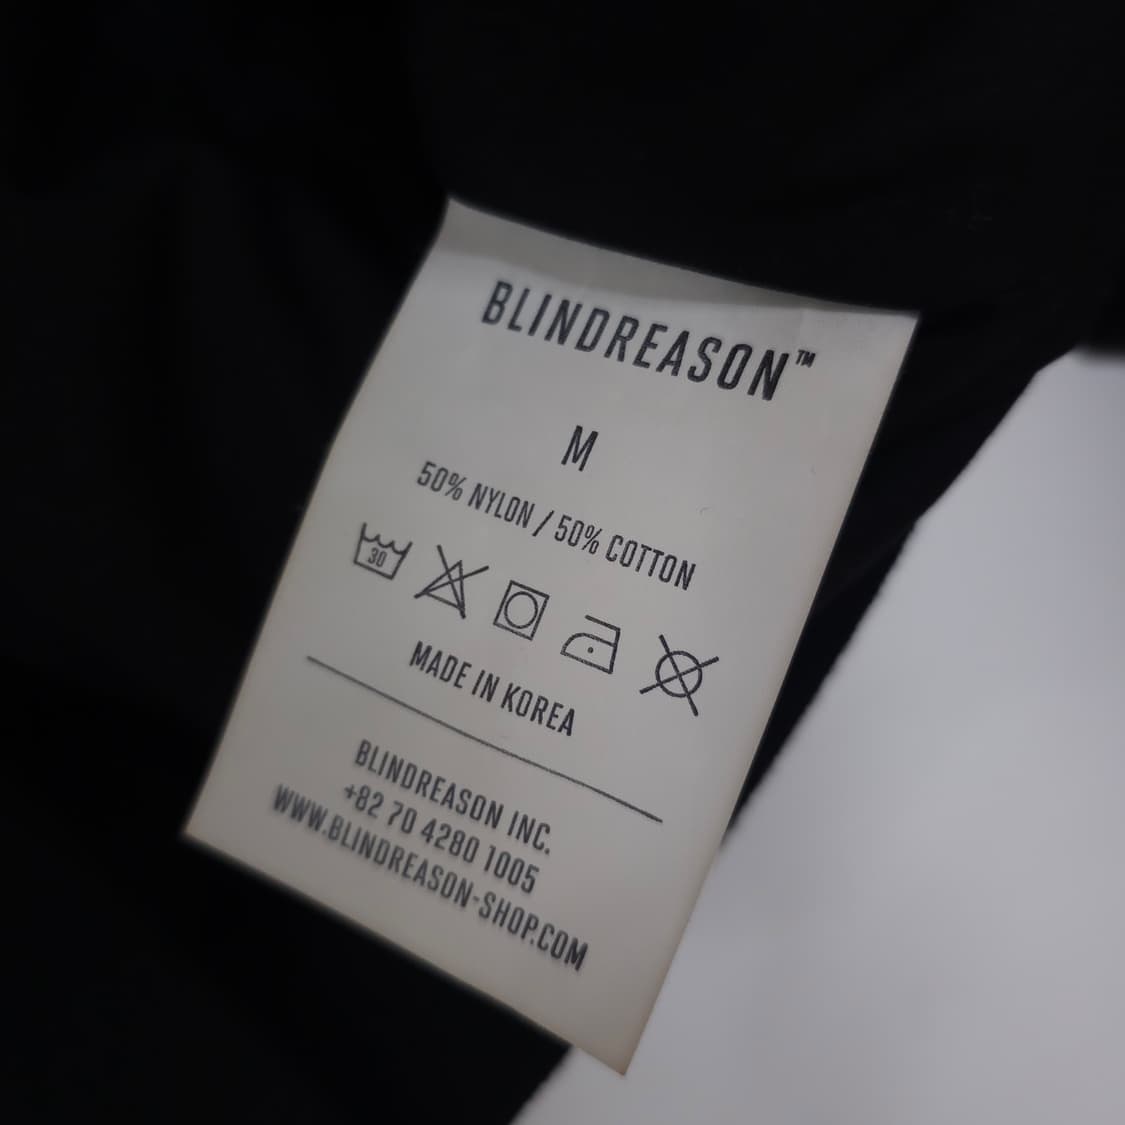 BLINDREASON™
M
50% NYLON / 50% COTTON
30
MADE IN KOREA
BLINDREASON INC.
+82 70 4280 1005
WWW.BLINDREASON-SHOP.COM